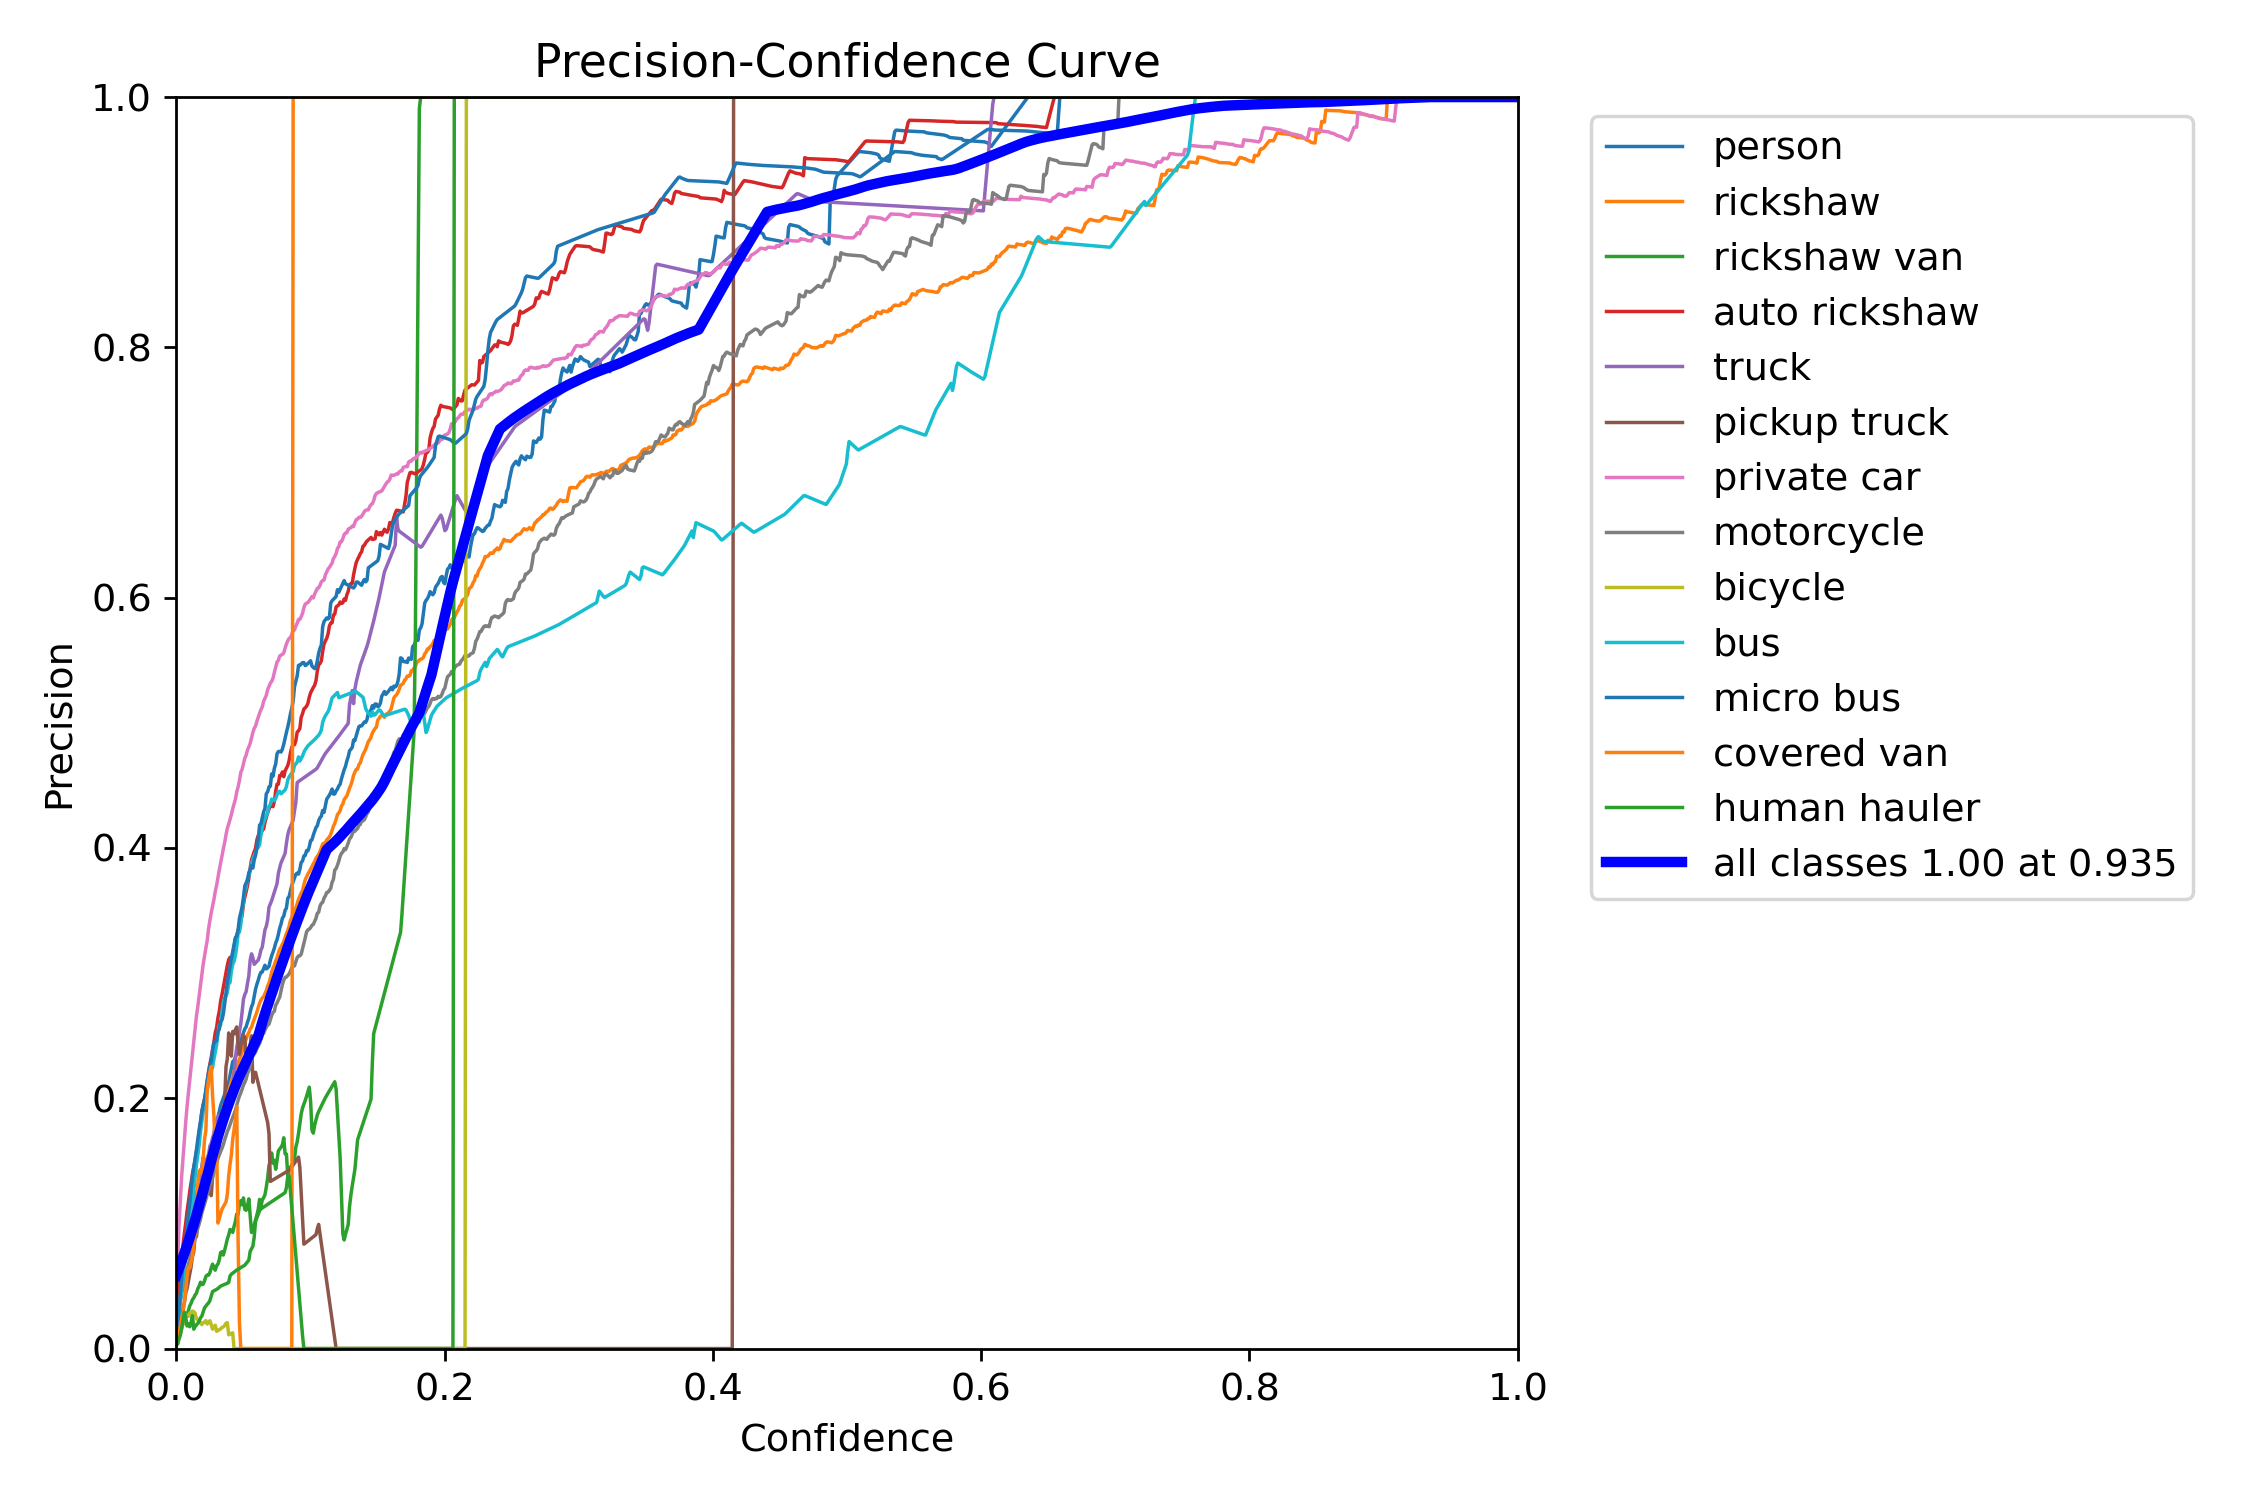 Precision-Confidence Curve
1.0
0.8
0.6
0.4
0.2
0.0
Precision
0.0 0.2 0.4 0.6 0.8 1.0
Confidence
person
rickshaw
rickshaw van
auto rickshaw
truck
pickup truck
private car
motorcycle
bicycle
bus
micro bus
covered van
human hauler
all classes 1.00 at 0.935